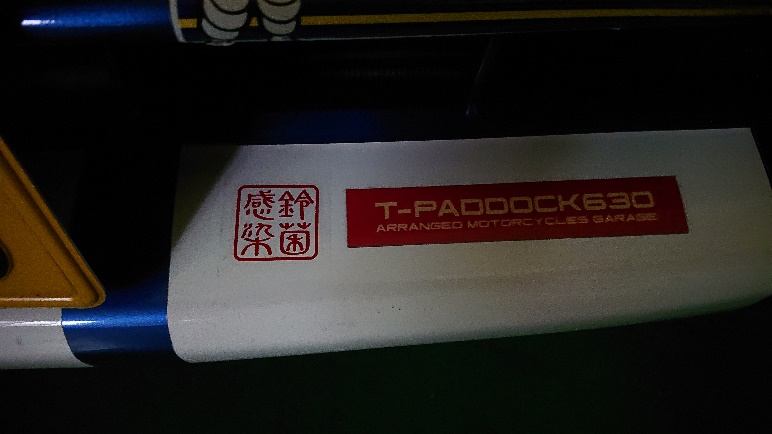 鈴菌
感染
T-PADDOCK630
ARRANGED MOTORCYCLES GARAGE